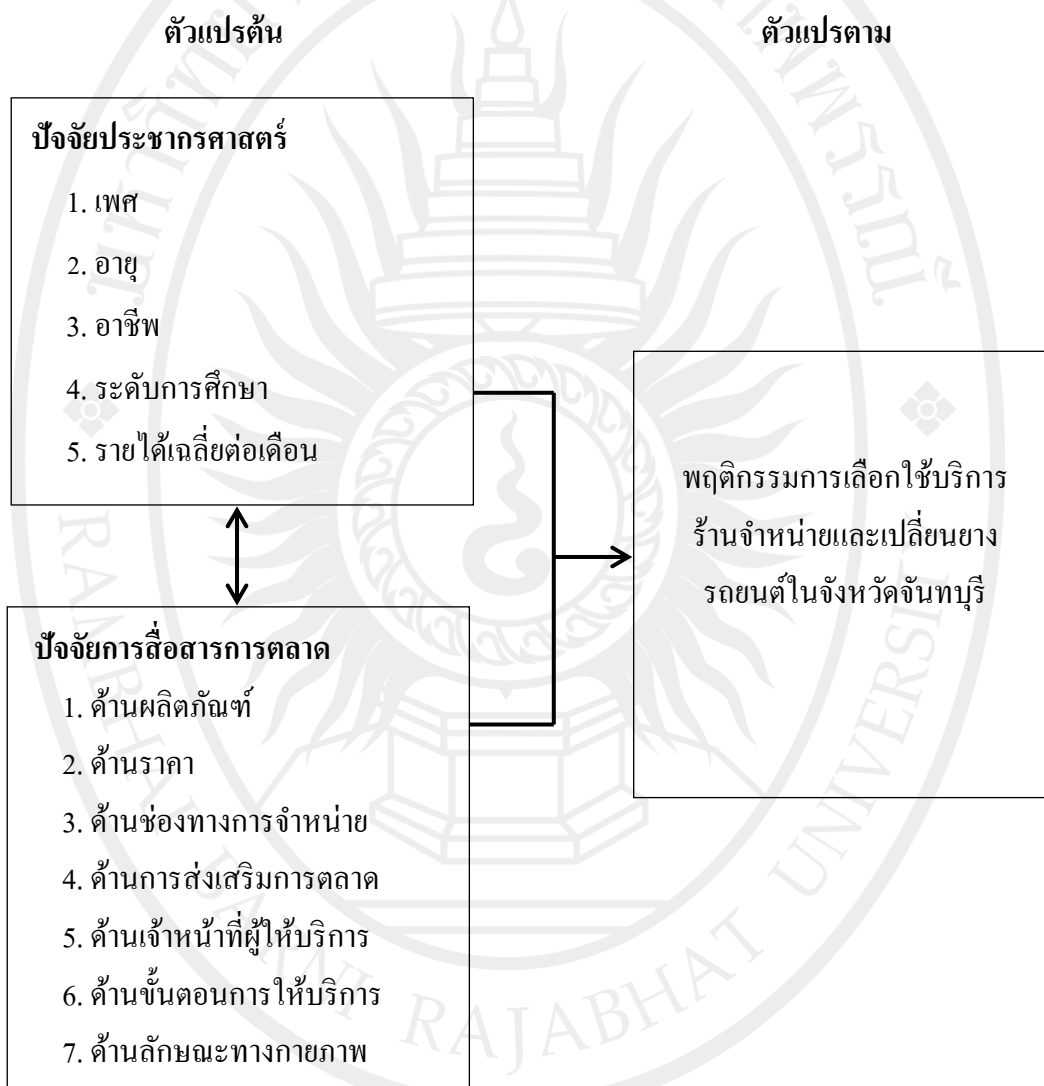 ตัวแปรต้น
ตัวแปรตาม
ปัจจัยประชากรศาสตร์
1. เพศ
2. อายุ
3. อาชีพ
4. ระดับการศึกษา
5. รายได้เฉลี่ยต่อเดือน
พฤติกรรมการเลือกใช้บริการ
ร้านจำหน่ายและเปลี่ยนยาง
รถยนต์ในจังหวัดจันทบุรี
ปัจจัยการสื่อสารการตลาด
1. ด้านผลิตภัณฑ์
2. ด้านราคา
3. ด้านช่องทางการจำหน่าย
4. ด้านการส่งเสริมการตลาด
5. ด้านเจ้าหน้าที่ผู้ให้บริการ
6. ด้านขั้นตอนการให้บริการ
7. ด้านลักษณะทางกายภาพ
RAMBHAI BARNI RAJABHAT UNIVERSITY